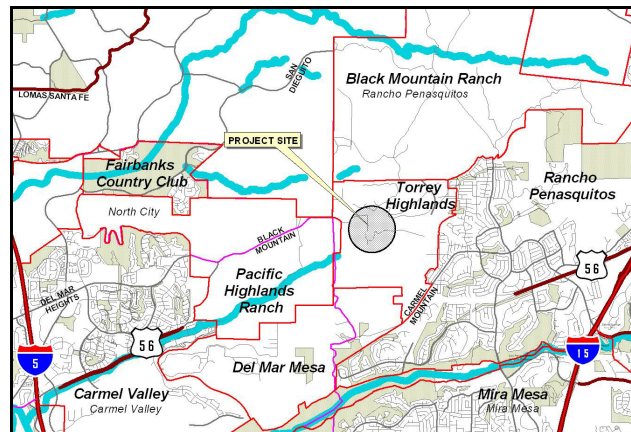 LOMAS SANTA FE
SAN
DIEGUITO
Black Mountain Ranch
Rancho Penasquitos
PROJECT SITE
Fairbanks
Country Club
Torrey
Highlands
Rancho
Penasquitos
North City
BLACK
MOUNTAIN
56
DEL MAR
HEIGHTS
Pacific
Highlands
Ranch
CARMEL
MOUNTAIN
56
5
15
Del Mar Mesa
Carmel Valley
Carmel Valley
Mira Mesa
Mira Mesa